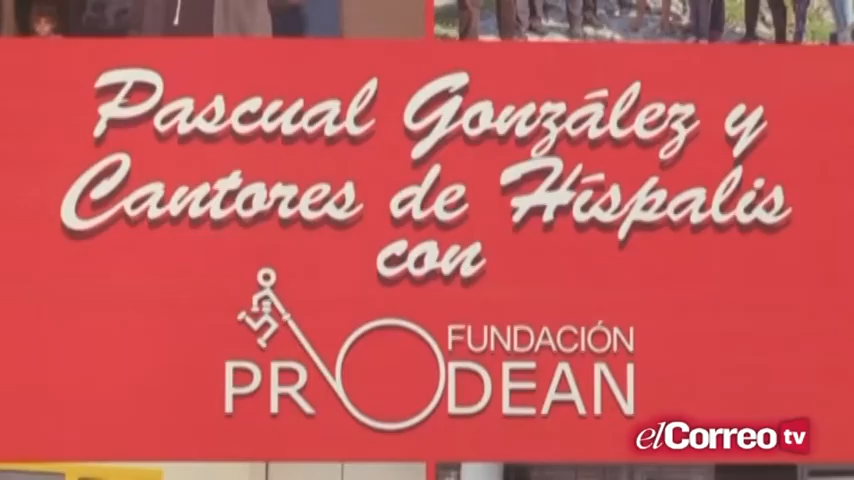 Pascual González y
Cantores de Híspalis
con
FUNDACIÓN
PRODEAN
elCorreo tv